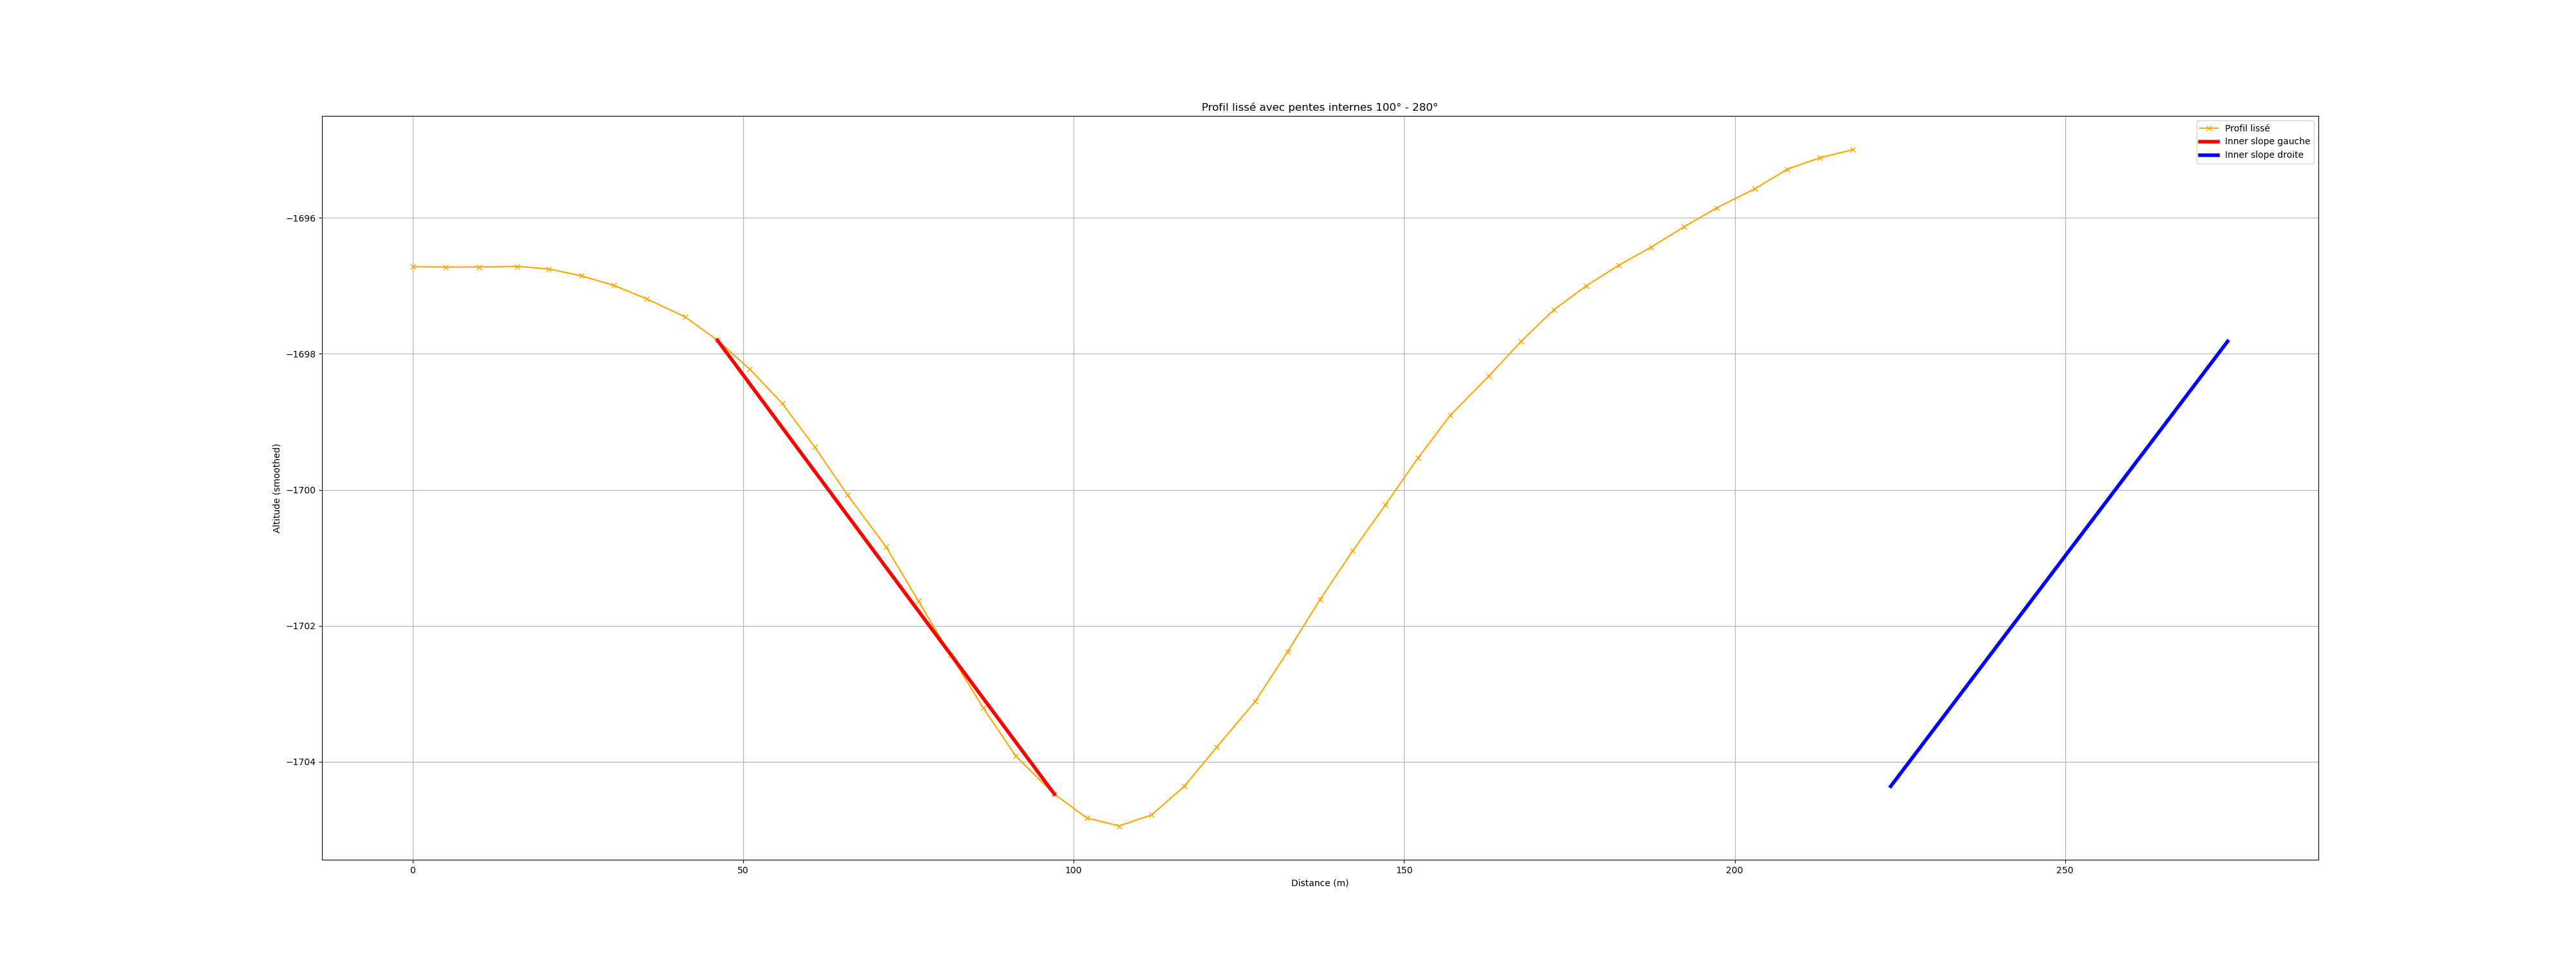 Profil lissé avec pentes internes 100° - 280°
Profil lissé
Inner slope gauche
Inner slope droite
Altitude (smoothed)
−1696
−1698
−1700
−1702
−1704
0
50
100
150
200
250
Distance (m)